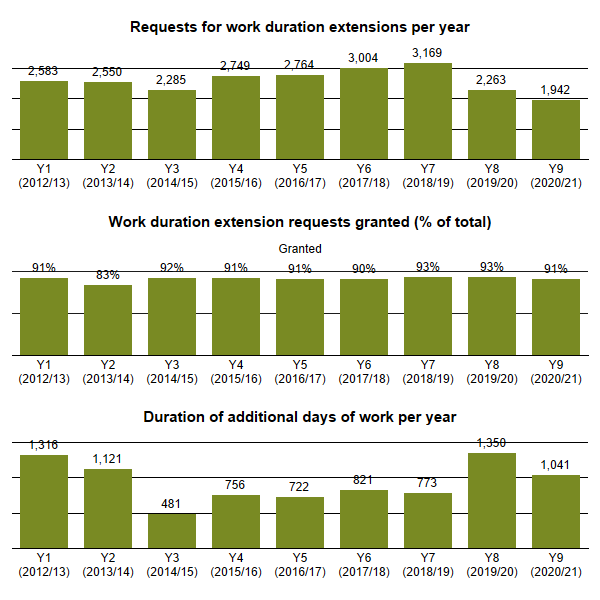 Requests for work duration extensions per year
2,583 2,550 2,285 2,749 2,764 3,004 3,169 2,263 1,942
Y1 Y2 Y3 Y4 Y5 Y6 Y7 Y8 Y9
(2012/13) (2013/14) (2014/15) (2015/16) (2016/17) (2017/18) (2018/19) (2019/20) (2020/21)
Work duration extension requests granted (% of total)
Granted
91% 83% 92% 91% 91% 90% 93% 93% 91%
Y1 Y2 Y3 Y4 Y5 Y6 Y7 Y8 Y9
(2012/13) (2013/14) (2014/15) (2015/16) (2016/17) (2017/18) (2018/19) (2019/20) (2020/21)
Duration of additional days of work per year
1,316 1,121 481 756 722 821 773 1,350 1,041
Y1 Y2 Y3 Y4 Y5 Y6 Y7 Y8 Y9
(2012/13) (2013/14) (2014/15) (2015/16) (2016/17) (2017/18) (2018/19) (2019/20) (2020/21)